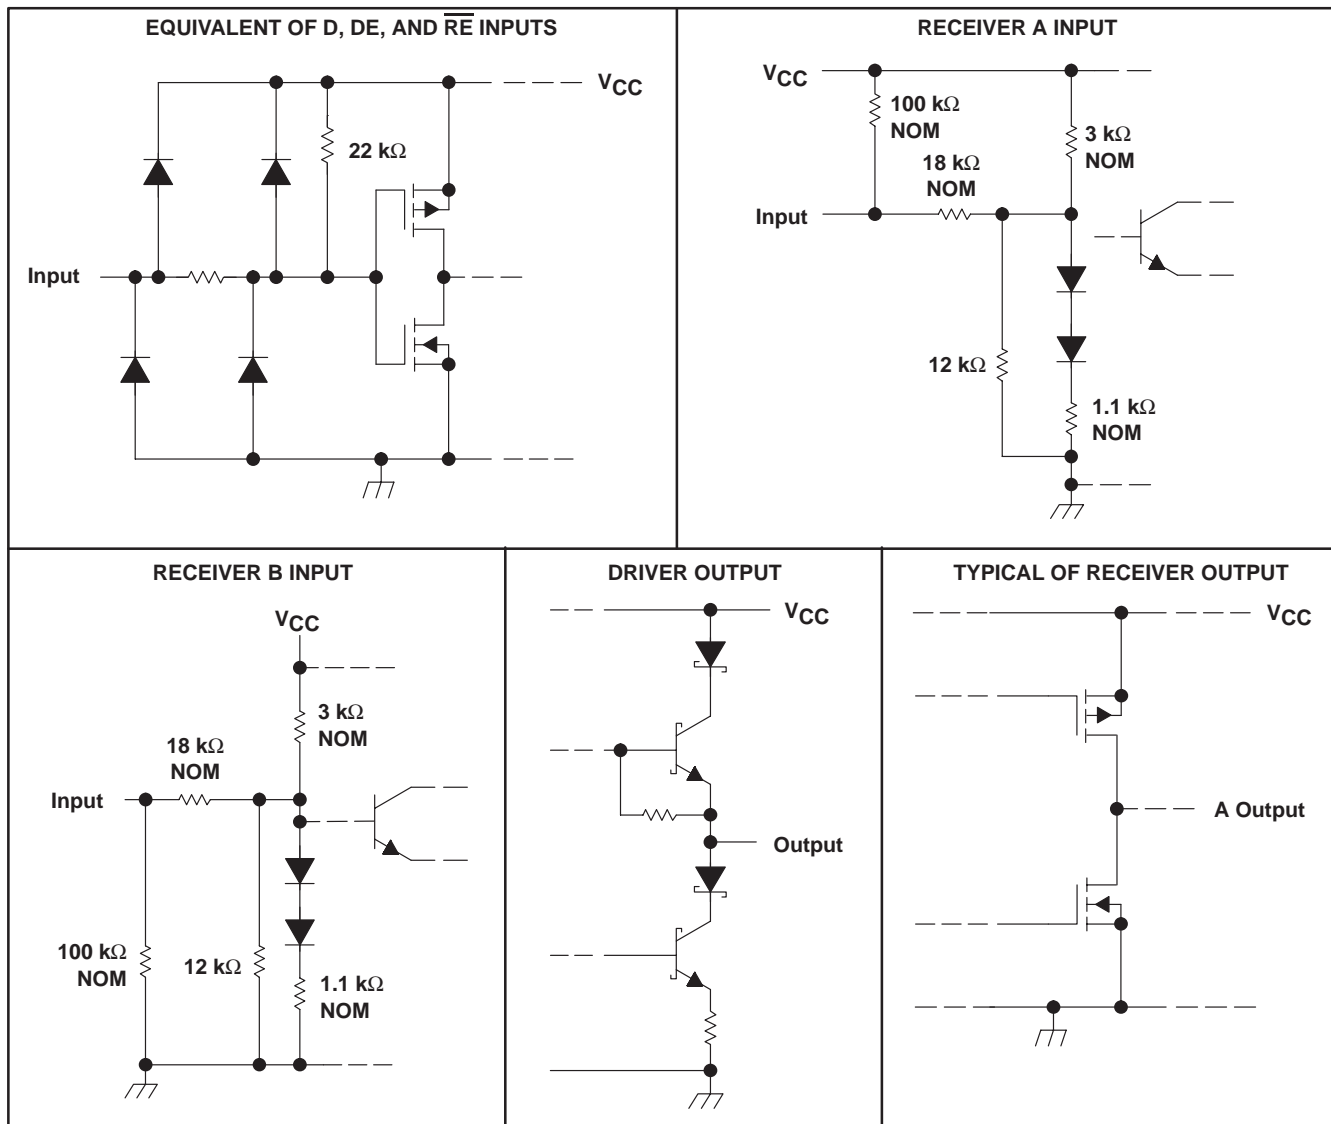 EQUIVALENT OF D, DE, AND R̅E̅ INPUTS
VCC
22 kΩ
Input
RECEIVER A INPUT
VCC
100 kΩ
NOM
3 kΩ
NOM
18 kΩ
NOM
Input
12 kΩ
1.1 kΩ
NOM
RECEIVER B INPUT
VCC
3 kΩ
NOM
18 kΩ
NOM
Input
100 kΩ
NOM
12 kΩ
1.1 kΩ
NOM
DRIVER OUTPUT
VCC
Output
TYPICAL OF RECEIVER OUTPUT
VCC
A Output